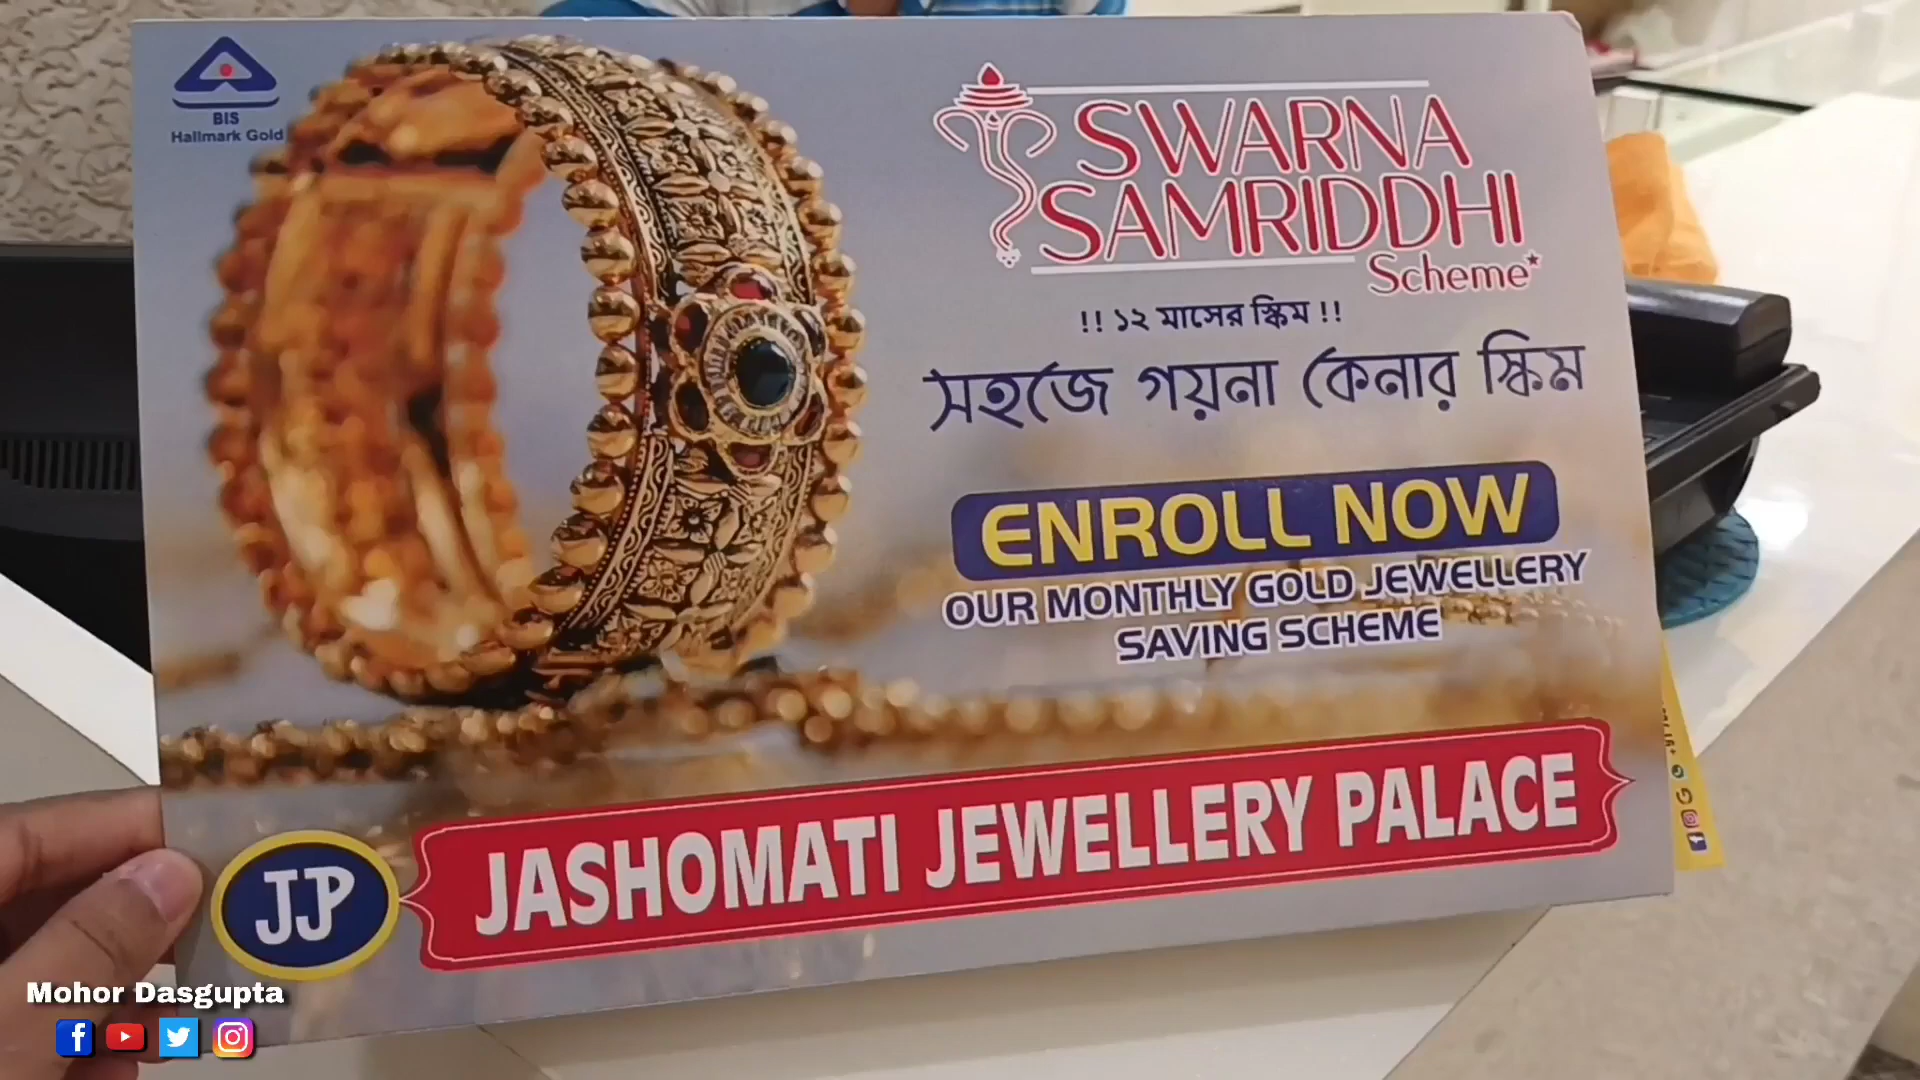 BIS
Hallmark Gold
SWARNA
SAMRIDDHI
Scheme*
!! ১২ মাসের স্কিম !!
সহজে গয়না কেনার স্কিম
ENROLL NOW
OUR MONTHLY GOLD JEWELLERY
SAVING SCHEME
JJP
JASHOMATI JEWELLERY PALACE
Mohor Dasgupta